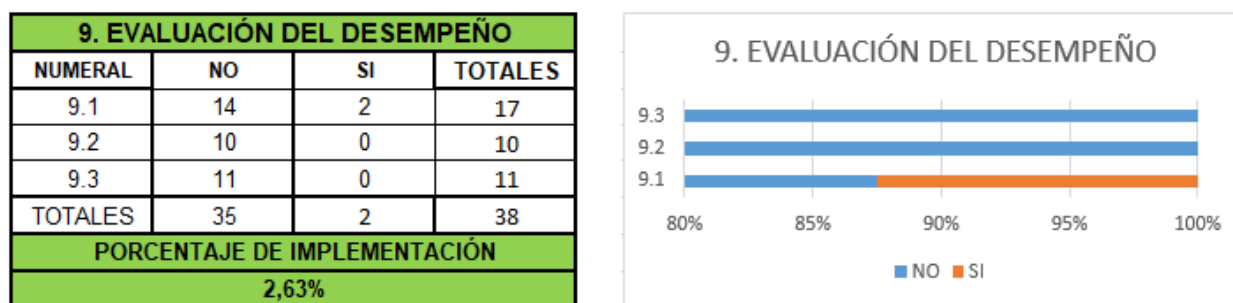 9. EVALUACIÓN DEL DESEMPEÑO
NUMERAL NO SI TOTALES
9.1 14 2 17
9.2 10 0 10
9.3 11 0 11
TOTALES 35 2 38
PORCENTAJE DE IMPLEMENTACIÓN
2,63%
9. EVALUACIÓN DEL DESEMPEÑO
9.3
9.2
9.1
80% 85% 90% 95% 100%
NO SI